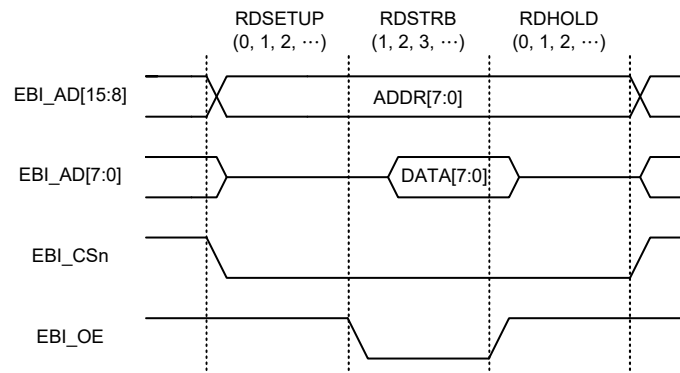 RDSETUP RDSTRB RDHOLD
(0, 1, 2, ⋯) (1, 2, 3, ⋯) (0, 1, 2, ⋯)
EBI_AD[15:8] ADDR[7:0]
EBI_AD[7:0] DATA[7:0]
EBI_CSn
EBI_OE